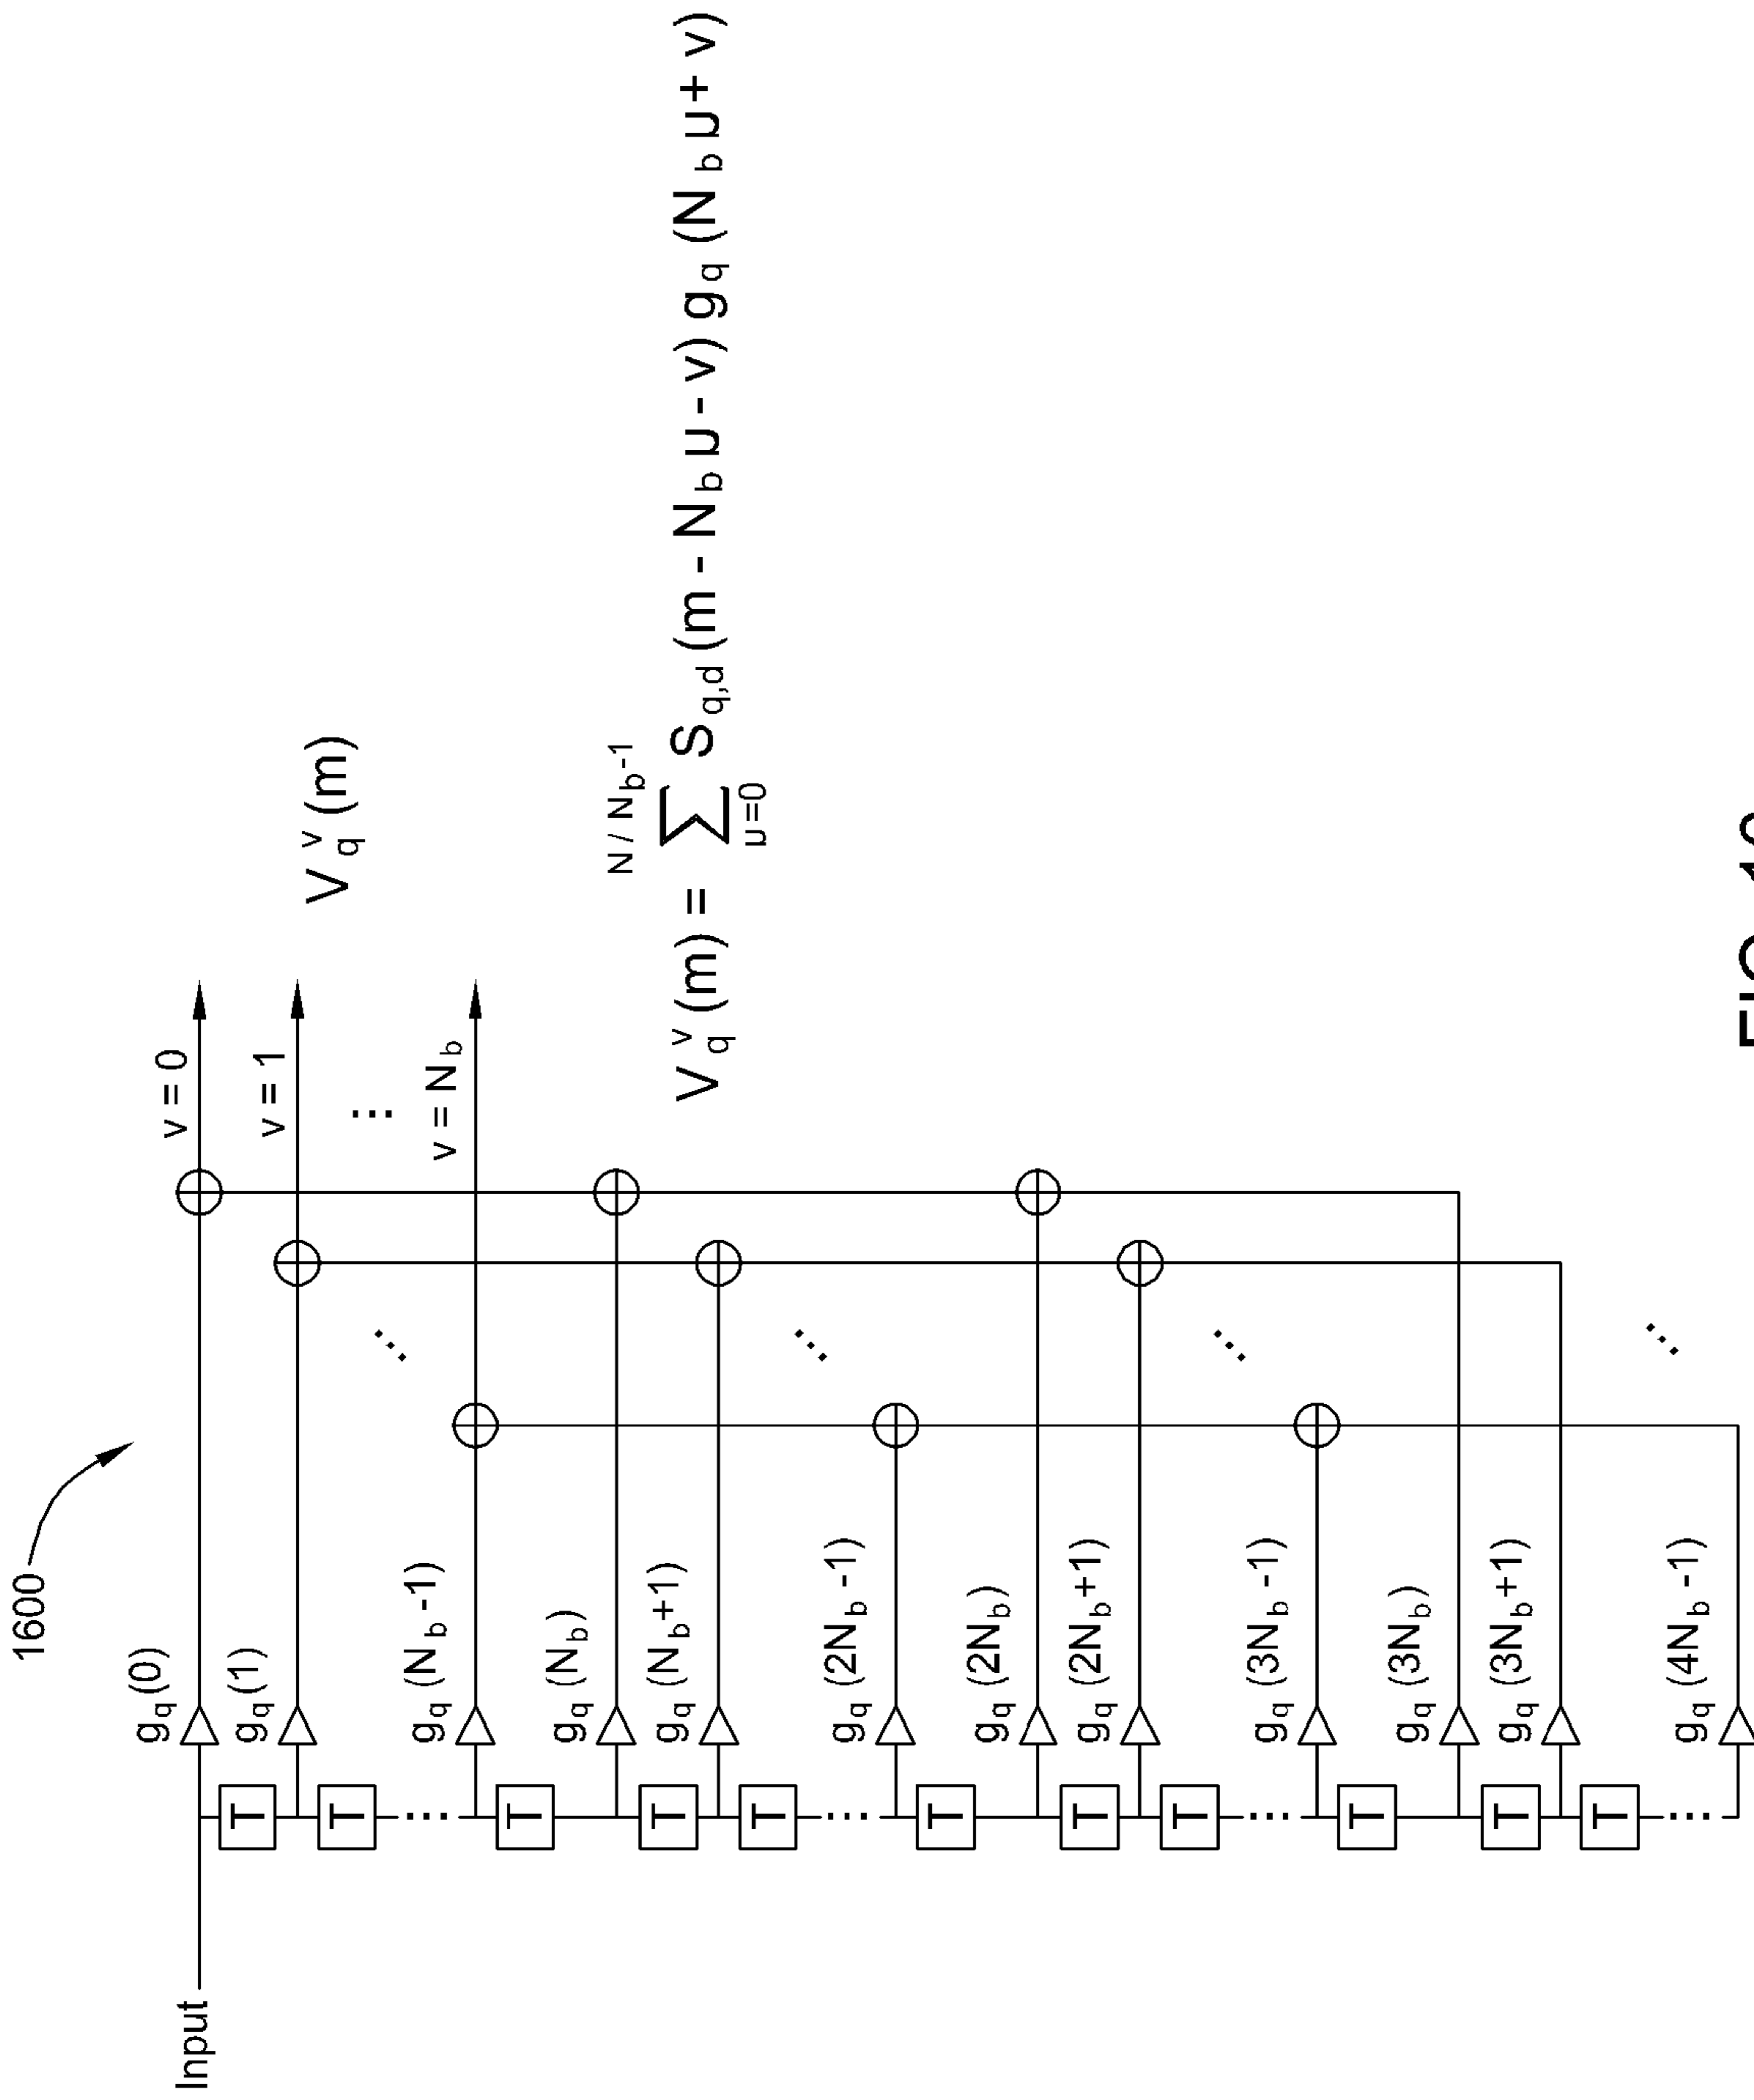 1600
Input
g_q (0)
v = 0
T
g_q (1)
v = 1
T
...
V_q^v (m)
...
g_q (N_b -1)
v = N_b
T
g_q (N_b)
T
g_q (N_b +1)
V_q^v (m) = \sum_{µ=0}^{N / N_b -1} S_{q,d} (m - N_b µ - v) g_q (N_b µ + v)
T
...
g_q (2N_b -1)
T
g_q (2N_b)
T
g_q (2N_b +1)
T
...
g_q (3N_b -1)
T
g_q (3N_b)
T
g_q (3N_b +1)
T
...
g_q (4N_b -1)